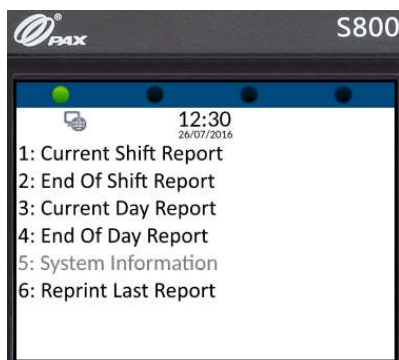 PAX S800
12:30
26/07/2016
1: Current Shift Report
2: End Of Shift Report
3: Current Day Report
4: End Of Day Report
5: System Information
6: Reprint Last Report